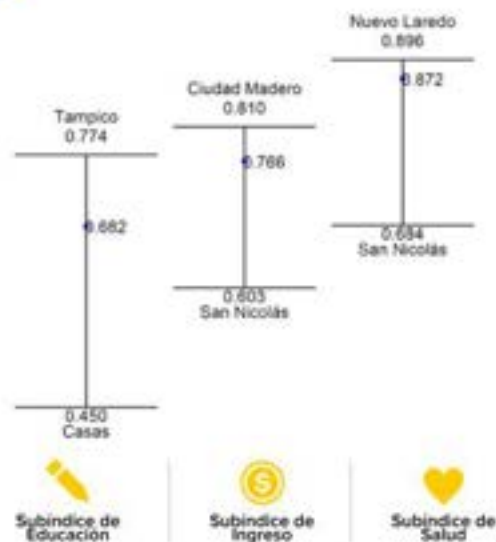 Nuevo Laredo
0.896
0.872
Ciudad Madero
0.810
0.766
Tampico
0.774
0.682
0.684
San Nicolás
0.603
San Nicolás
0.450
Casas
Subíndice de
Educación
Subíndice de
Ingreso
Subíndice de
Salud